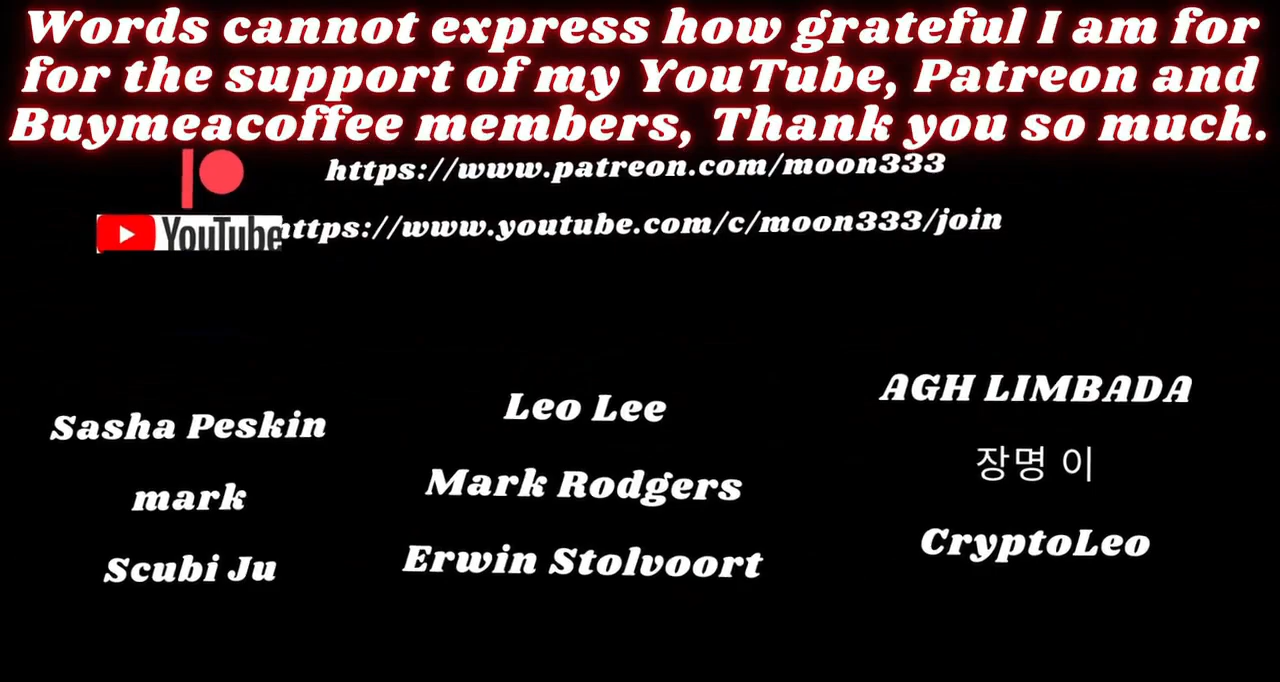 Words cannot express how grateful I am for
for the support of my YouTube, Patreon and
Buymeacoffee members, Thank you so much.
https://www.patreon.com/moon333
YouTube https://www.youtube.com/c/moon333/join
Sasha Peskin
mark
Scubi Ju
Leo Lee
Mark Rodgers
Erwin Stolvoort
AGH LIMBADA
장명 이
CryptoLeo